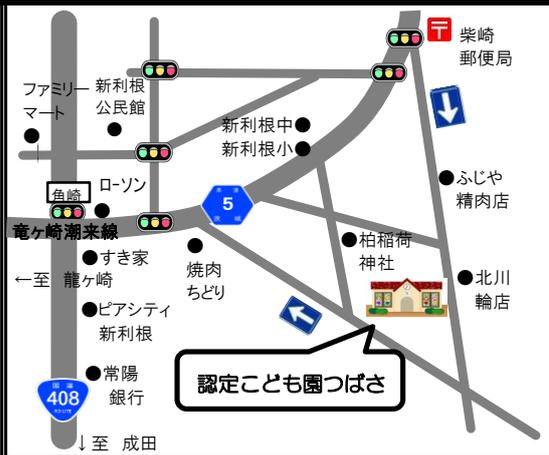 柴崎
郵便局
ファミリー
マート
新利根
公民館
新利根中
新利根小
ふじや
精肉店
角崎
ローソン
5
竜ヶ崎潮来線
すき家
←至 龍ヶ崎
焼肉
ちどり
柏稲荷
神社
北川
輪店
ピアシティ
新利根
認定こども園つばさ
常陽
銀行
国道
408
ROUTE
↓至 成田